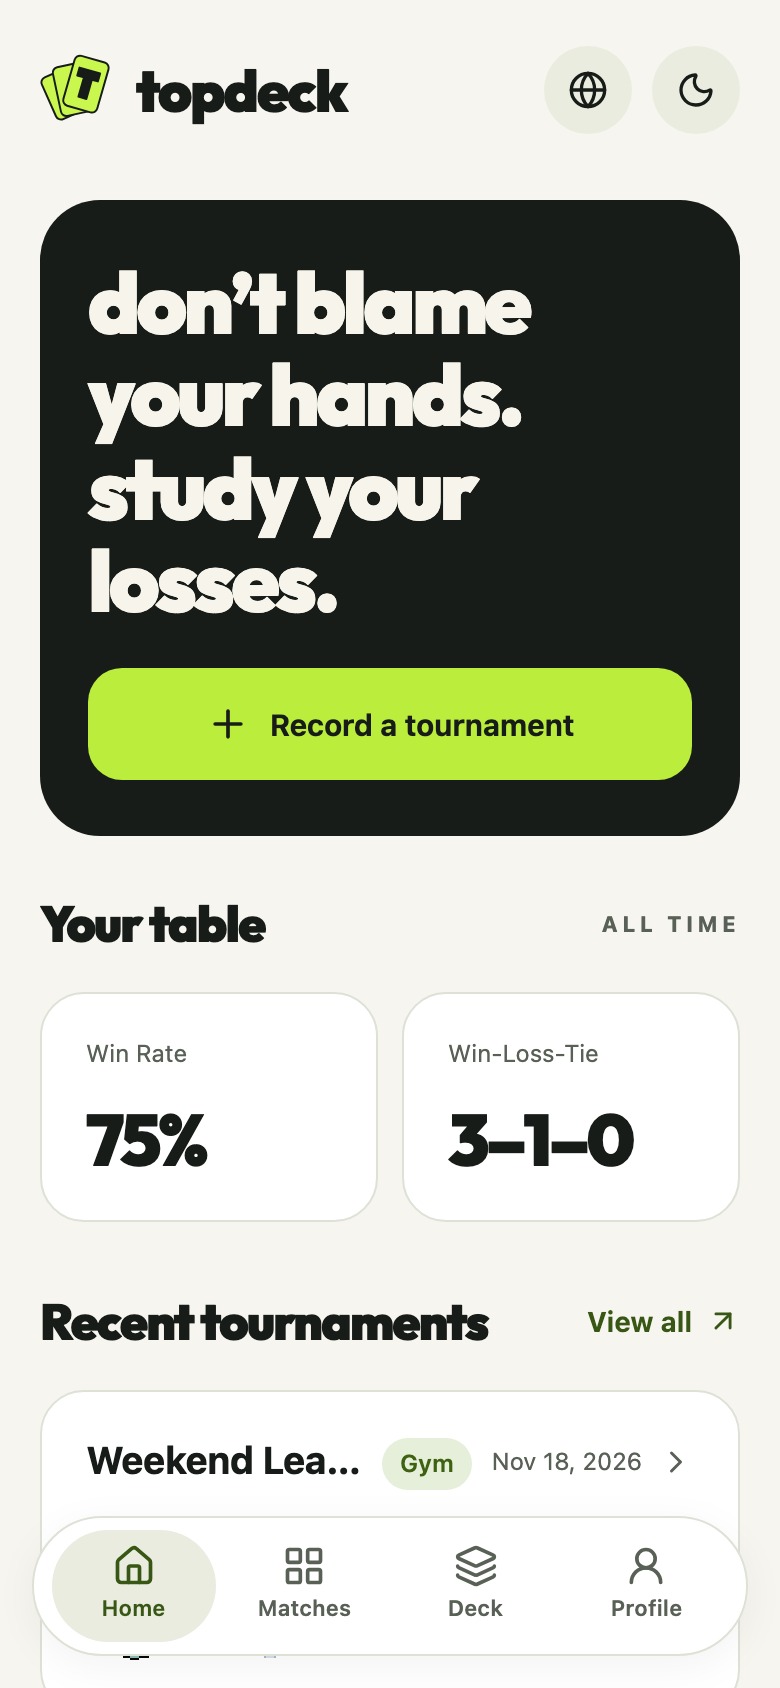 T topdeck
don’t blame
your hands.
study your
losses.
Record a tournament
Your table
ALL TIME
Win Rate
75%
Win-Loss-Tie
3–1–0
Recent tournaments
View all
Weekend Lea...
Gym
Nov 18, 2026
Home
Matches
Deck
Profile